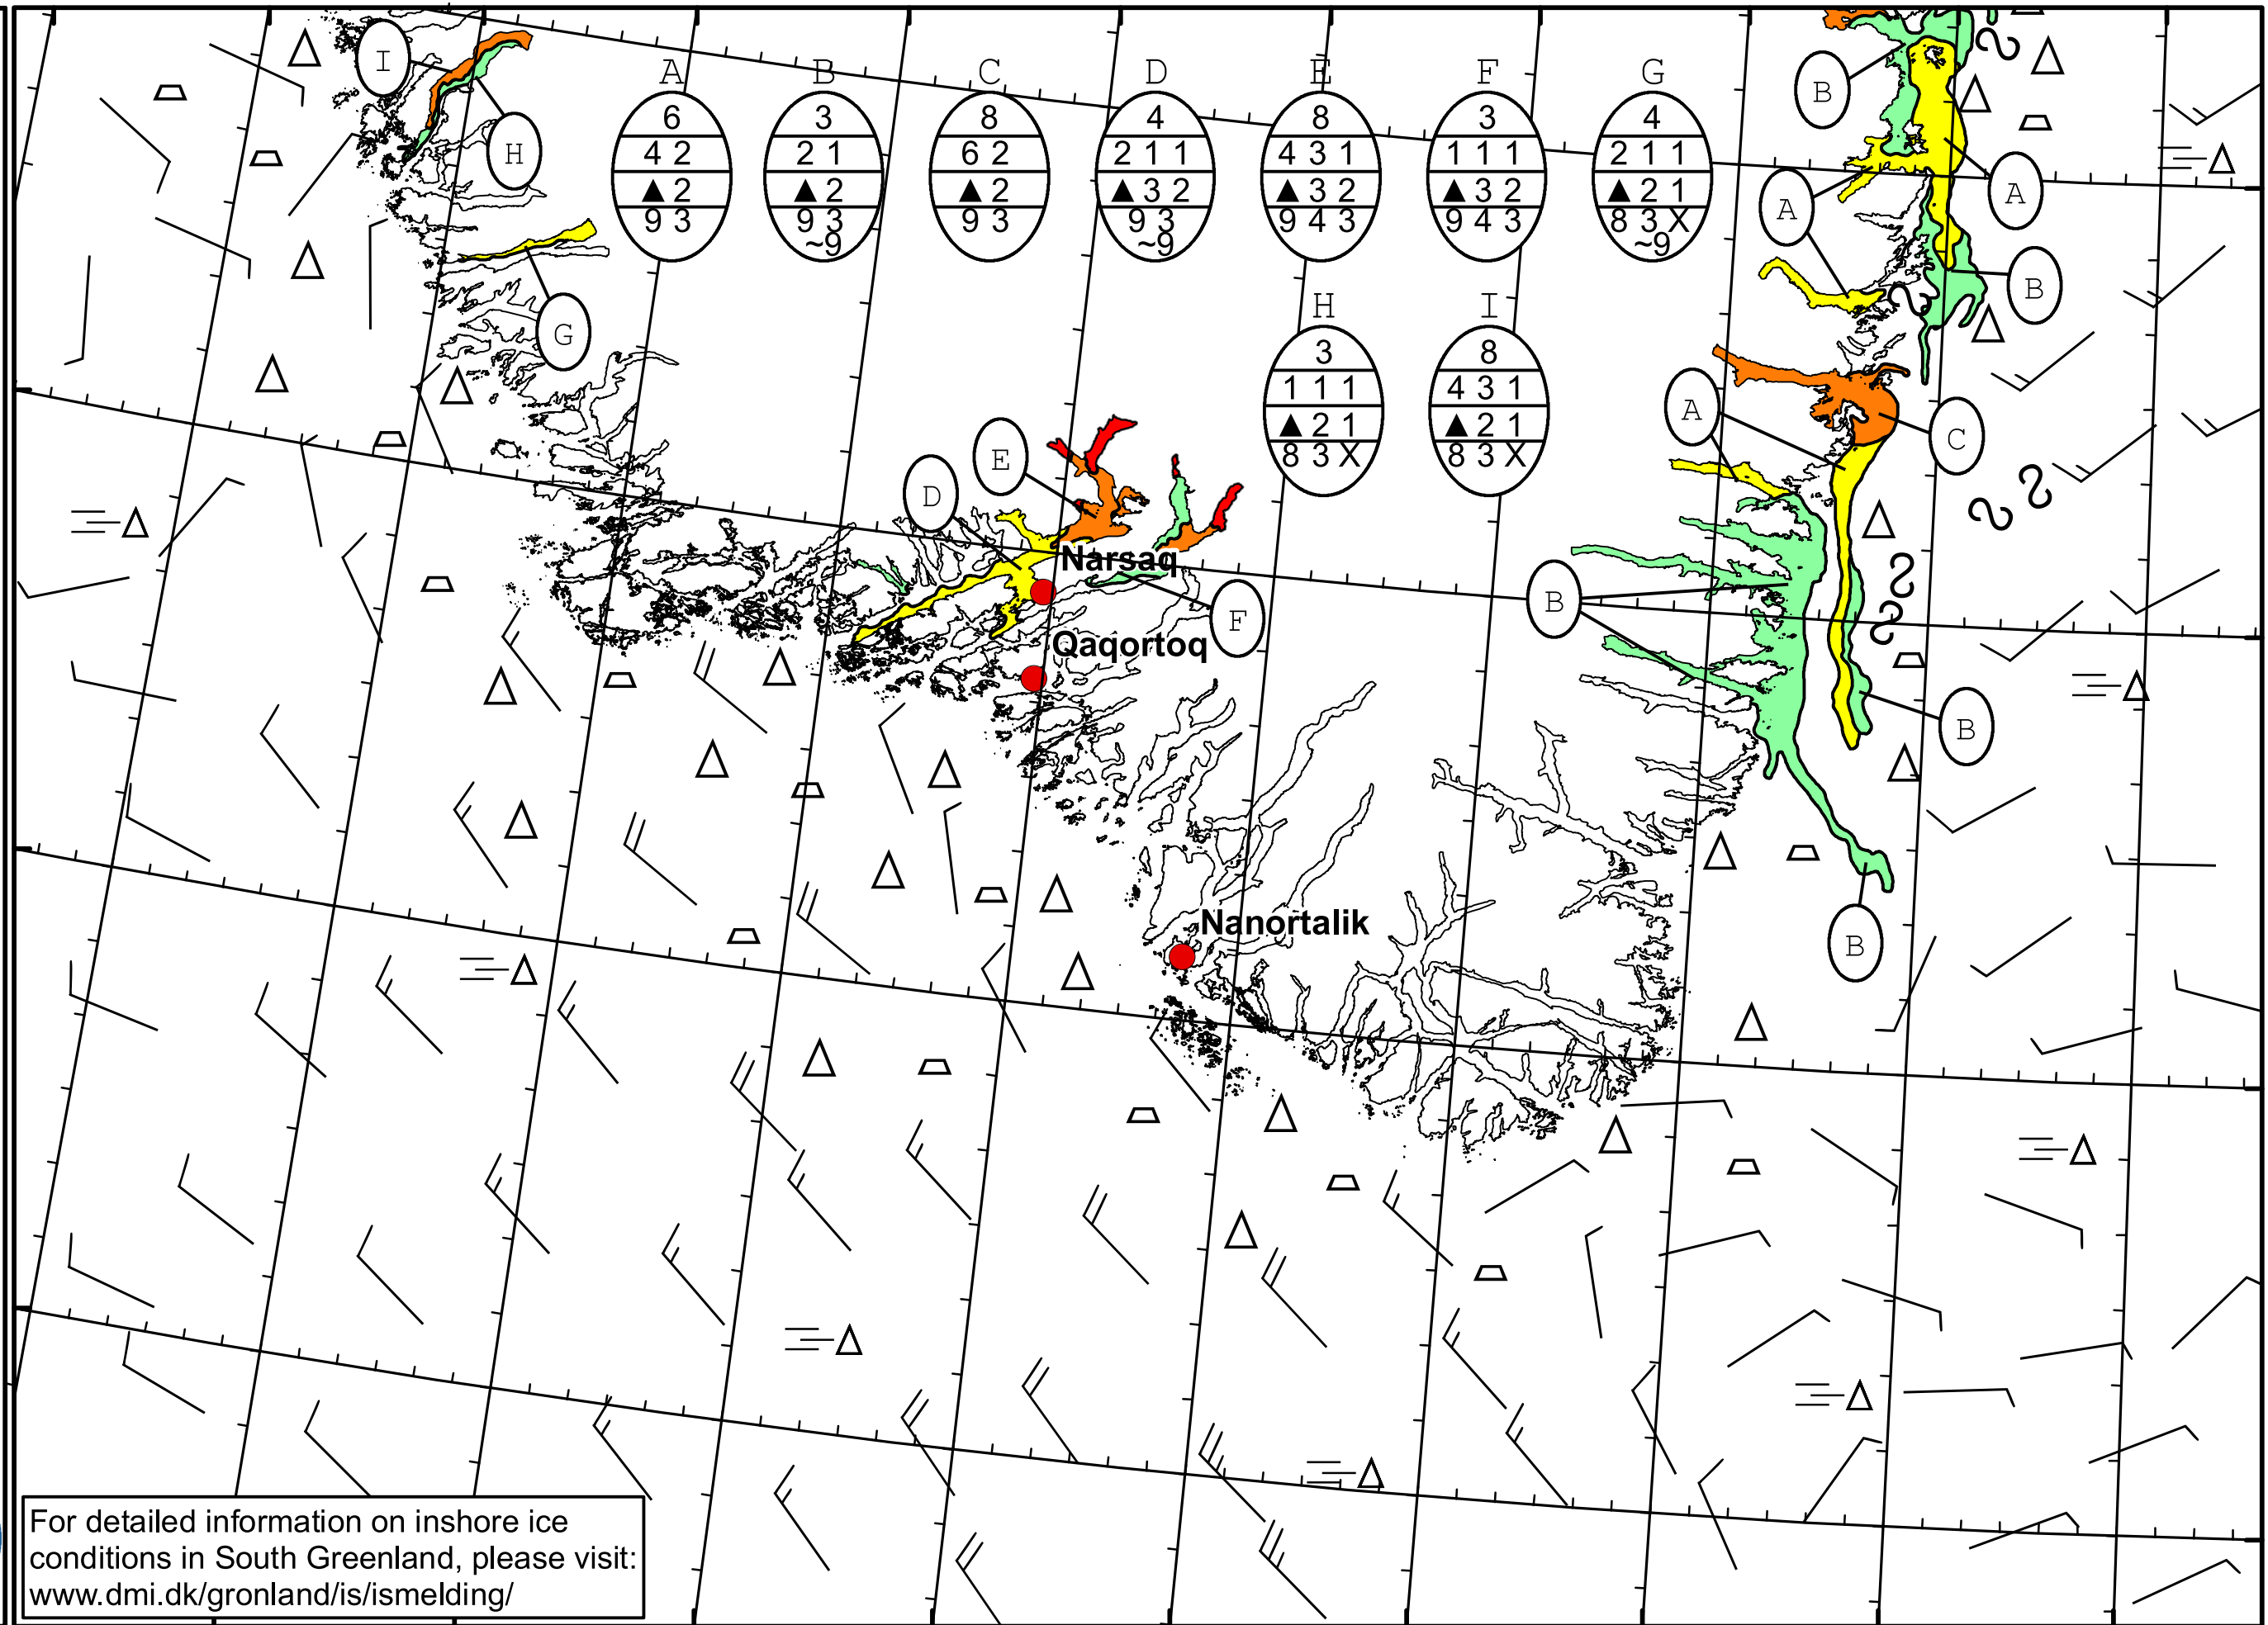 A B C D E F G
6 3 8 4 8 3 4
4 2 2 1 6 2 2 1 1 4 3 1 1 1 1 2 1 1
▲ 2 ▲ 2 ▲ 2 ▲ 3 2 ▲ 3 2 ▲ 3 2 ▲ 2 1
9 3 9 3 9 3 9 3 9 4 3 9 4 3 8 3 X
~9 ~9 ~9
H I
3 8
1 1 1 4 3 1
▲ 2 1 ▲ 2 1
8 3 X 8 3 X
I
H
G
B
A
A
B
A
C
E
D
F
B
B
B
Narsaq
Qaqortoq
Nanortalik
For detailed information on inshore ice
conditions in South Greenland, please visit:
www.dmi.dk/gronland/is/ismelding/